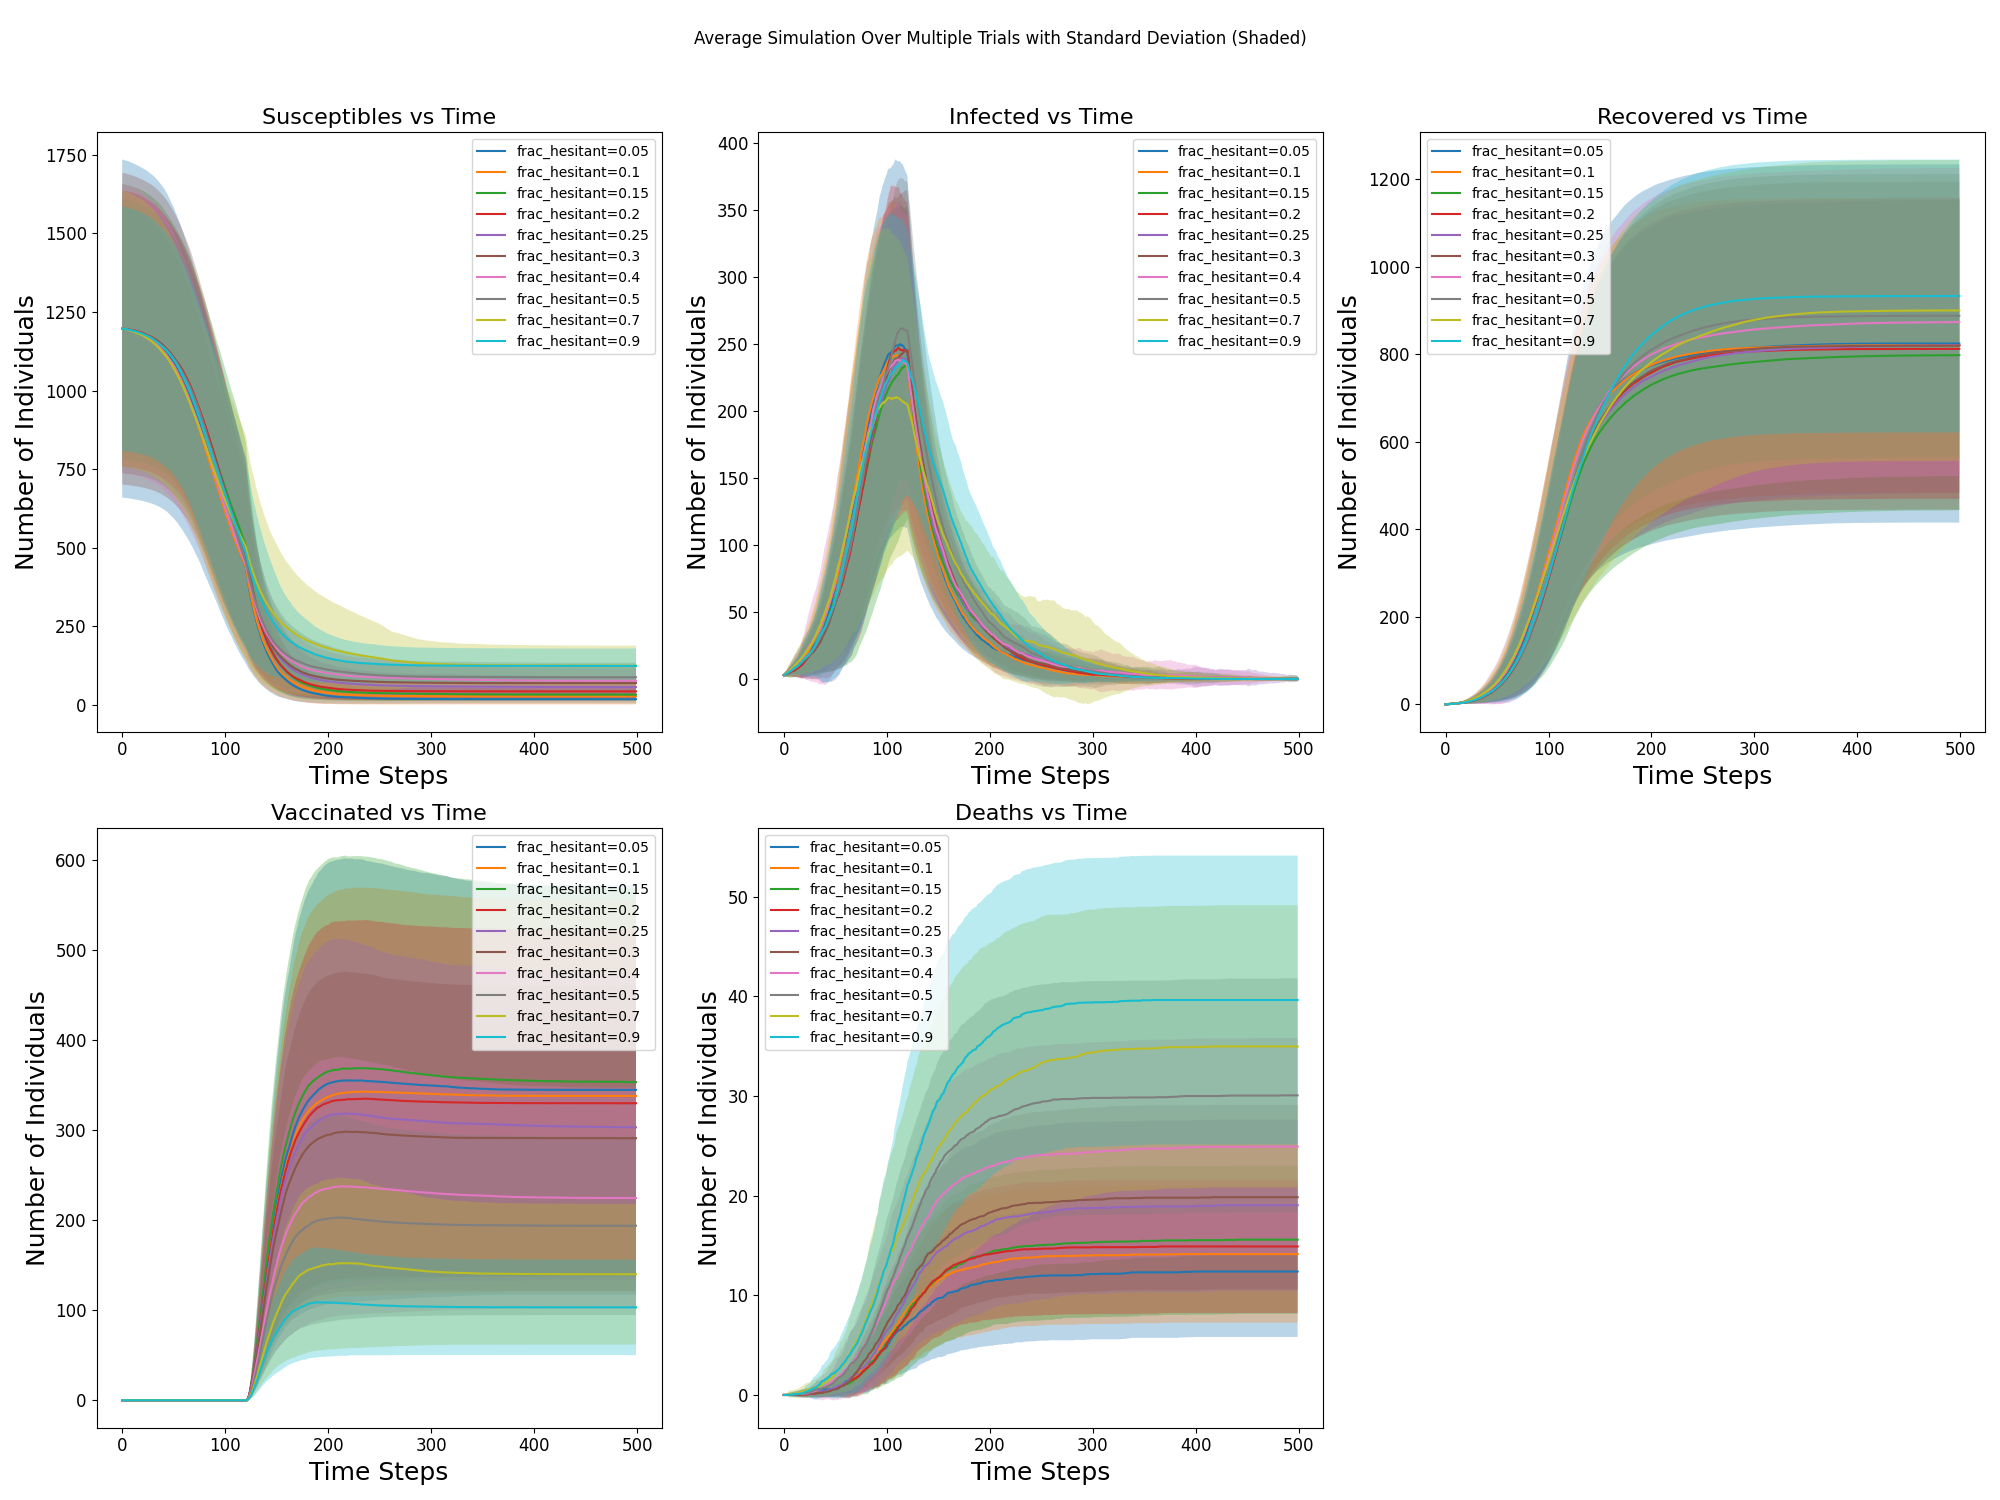 Average Simulation Over Multiple Trials with Standard Deviation (Shaded)
Susceptibles vs Time
Number of Individuals
1750
1500
1250
1000
750
500
250
0
0 100 200 300 400 500
Time Steps
frac_hesitant=0.05
frac_hesitant=0.1
frac_hesitant=0.15
frac_hesitant=0.2
frac_hesitant=0.25
frac_hesitant=0.3
frac_hesitant=0.4
frac_hesitant=0.5
frac_hesitant=0.7
frac_hesitant=0.9
Infected vs Time
Number of Individuals
400
350
300
250
200
150
100
50
0
0 100 200 300 400 500
Time Steps
frac_hesitant=0.05
frac_hesitant=0.1
frac_hesitant=0.15
frac_hesitant=0.2
frac_hesitant=0.25
frac_hesitant=0.3
frac_hesitant=0.4
frac_hesitant=0.5
frac_hesitant=0.7
frac_hesitant=0.9
Recovered vs Time
Number of Individuals
1200
1000
800
600
400
200
0
0 100 200 300 400 500
Time Steps
frac_hesitant=0.05
frac_hesitant=0.1
frac_hesitant=0.15
frac_hesitant=0.2
frac_hesitant=0.25
frac_hesitant=0.3
frac_hesitant=0.4
frac_hesitant=0.5
frac_hesitant=0.7
frac_hesitant=0.9
Vaccinated vs Time
Number of Individuals
600
500
400
300
200
100
0
0 100 200 300 400 500
Time Steps
frac_hesitant=0.05
frac_hesitant=0.1
frac_hesitant=0.15
frac_hesitant=0.2
frac_hesitant=0.25
frac_hesitant=0.3
frac_hesitant=0.4
frac_hesitant=0.5
frac_hesitant=0.7
frac_hesitant=0.9
Deaths vs Time
Number of Individuals
50
40
30
20
10
0
0 100 200 300 400 500
Time Steps
frac_hesitant=0.05
frac_hesitant=0.1
frac_hesitant=0.15
frac_hesitant=0.2
frac_hesitant=0.25
frac_hesitant=0.3
frac_hesitant=0.4
frac_hesitant=0.5
frac_hesitant=0.7
frac_hesitant=0.9